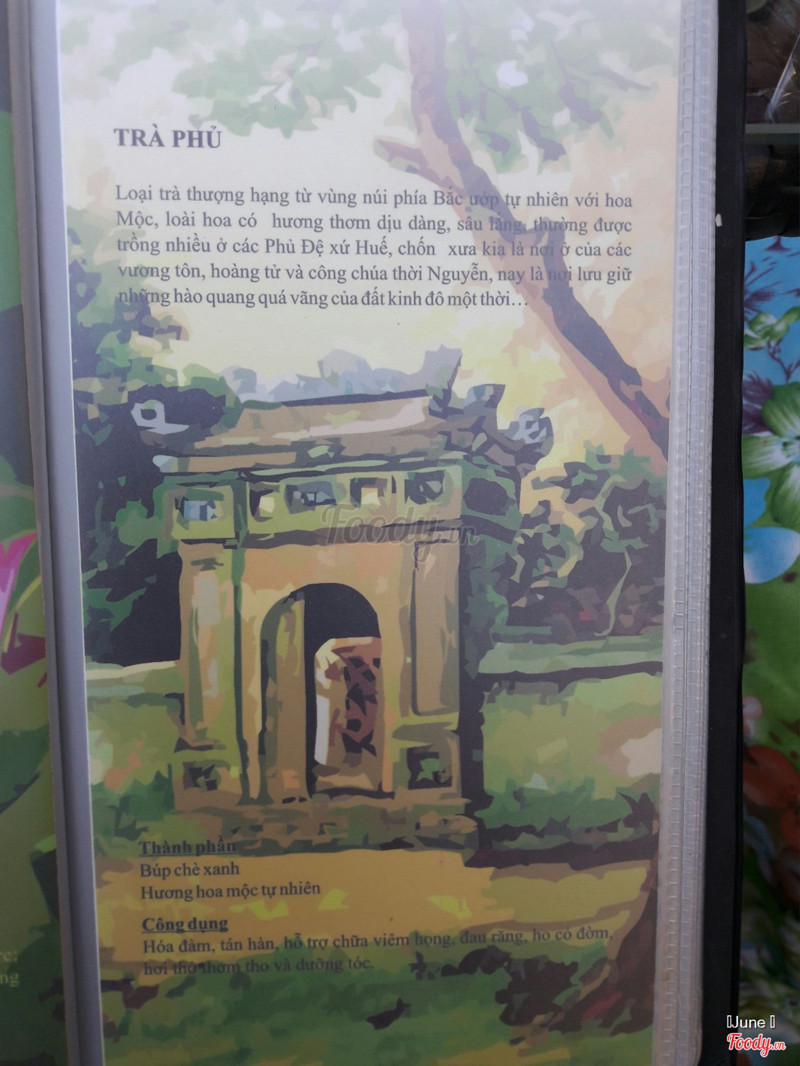 TRÀ PHỦ
Loại trà thượng hạng từ vùng núi phía Bắc ướp tự nhiên với hoa
Mộc, loài hoa có hương thơm dịu dàng, sâu lắng, thường được
trồng nhiều ở các Phủ Đệ xứ Huế, chốn xưa kia là nơi ở của các
vương tôn, hoàng tử và công chúa thời Nguyễn, nay là nơi lưu giữ
những hào quang quá vãng của đất kinh đô một thời…
Foody.vn
Thành phần
Búp chè xanh
Hương hoa mộc tự nhiên
Công dụng
Hóa đàm, tán hàn, hỗ trợ chữa viêm họng, đau răng, ho có đờm,
hơi thở thơm tho và dưỡng tóc.
June
Foody.vn